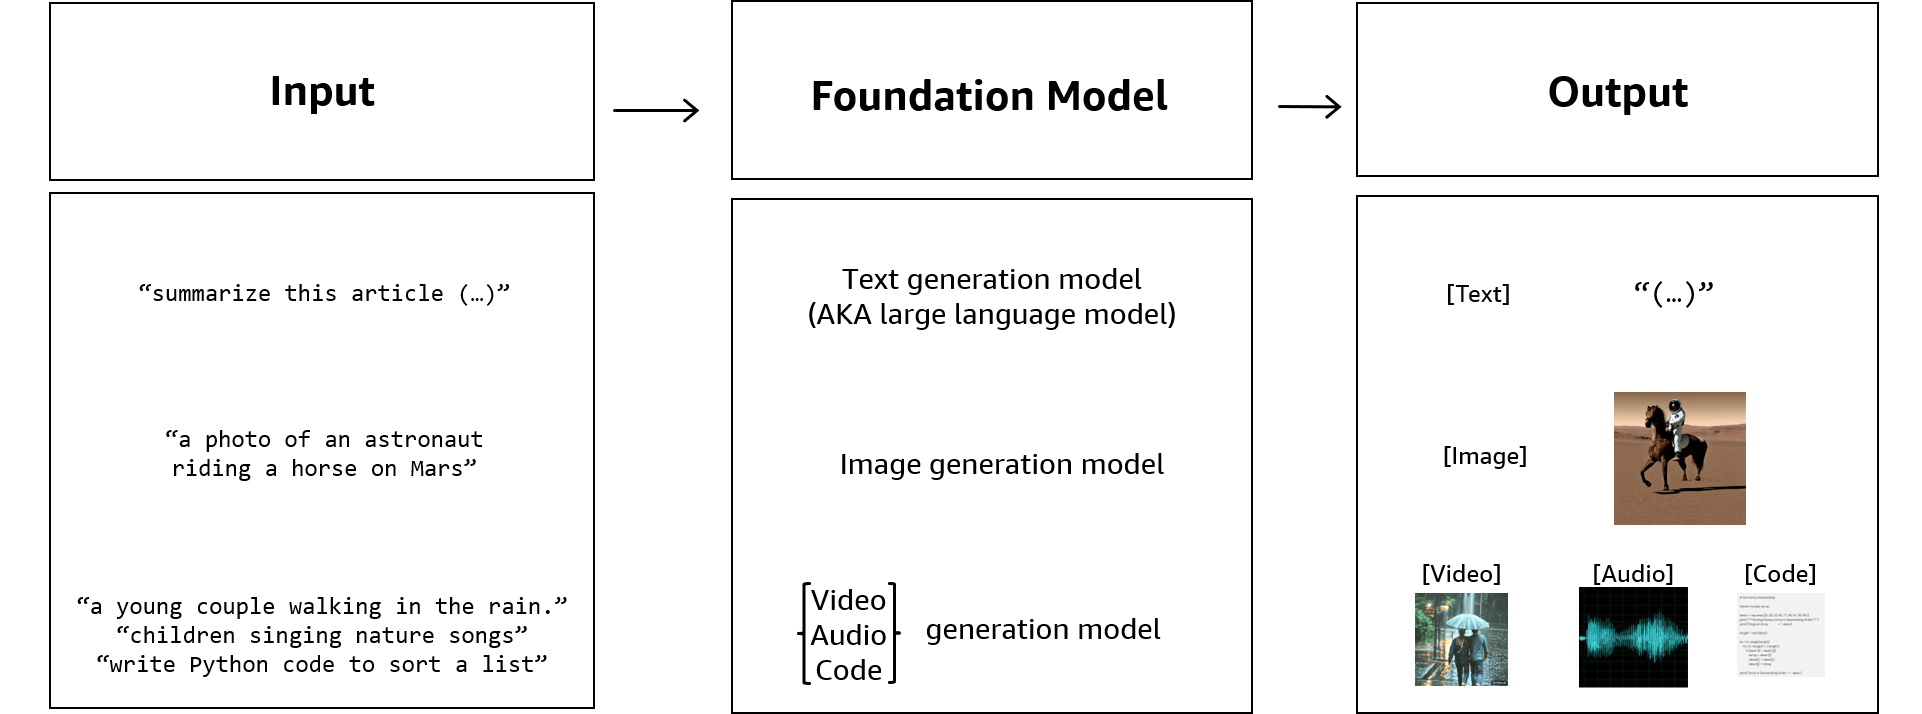 Input
Foundation Model
Output
“summarize this article (…)”
Text generation model
(AKA large language model)
[Text]
“(…)”
“a photo of an astronaut
riding a horse on Mars”
Image generation model
[Image]
“a young couple walking in the rain.”
“children singing nature songs”
“write Python code to sort a list”
Video
Audio
Code
generation model
[Video]
[Audio]
[Code]